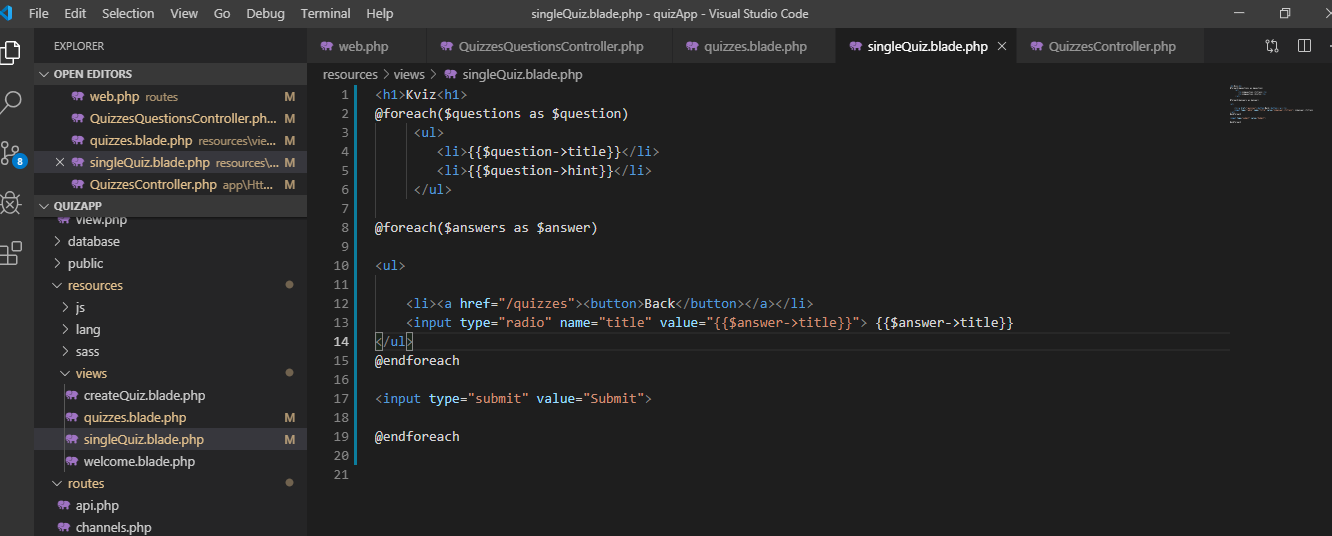 File Edit Selection View Go Debug Terminal Help singleQuiz.blade.php - quizApp - Visual Studio Code
EXPLORER
OPEN EDITORS
web.php routes M
QuizzesQuestionsController.ph... M
quizzes.blade.php resources\vie... M
singleQuiz.blade.php resources\... M
QuizzesController.php app\Htt... M
QUIZAPP
view.php
database
public
resources
js
lang
sass
views
createQuiz.blade.php
quizzes.blade.php M
singleQuiz.blade.php M
welcome.blade.php
routes
api.php
channels.php
8
web.php QuizzesQuestionsController.php quizzes.blade.php singleQuiz.blade.php QuizzesController.php
resources > views > singleQuiz.blade.php
1 <h1>Kviz<h1>
2 @foreach($questions as $question)
3 <ul>
4 <li>{{$question->title}}</li>
5 <li>{{$question->hint}}</li>
6 </ul>
7
8 @foreach($answers as $answer)
9
10 <ul>
11
12 <li><a href="/quizzes"><button>Back</button></a></li>
13 <input type="radio" name="title" value="{{$answer->title}}"> {{$answer->title}}
14 </ul>
15 @endforeach
16
17 <input type="submit" value="Submit">
18
19 @endforeach
20
21